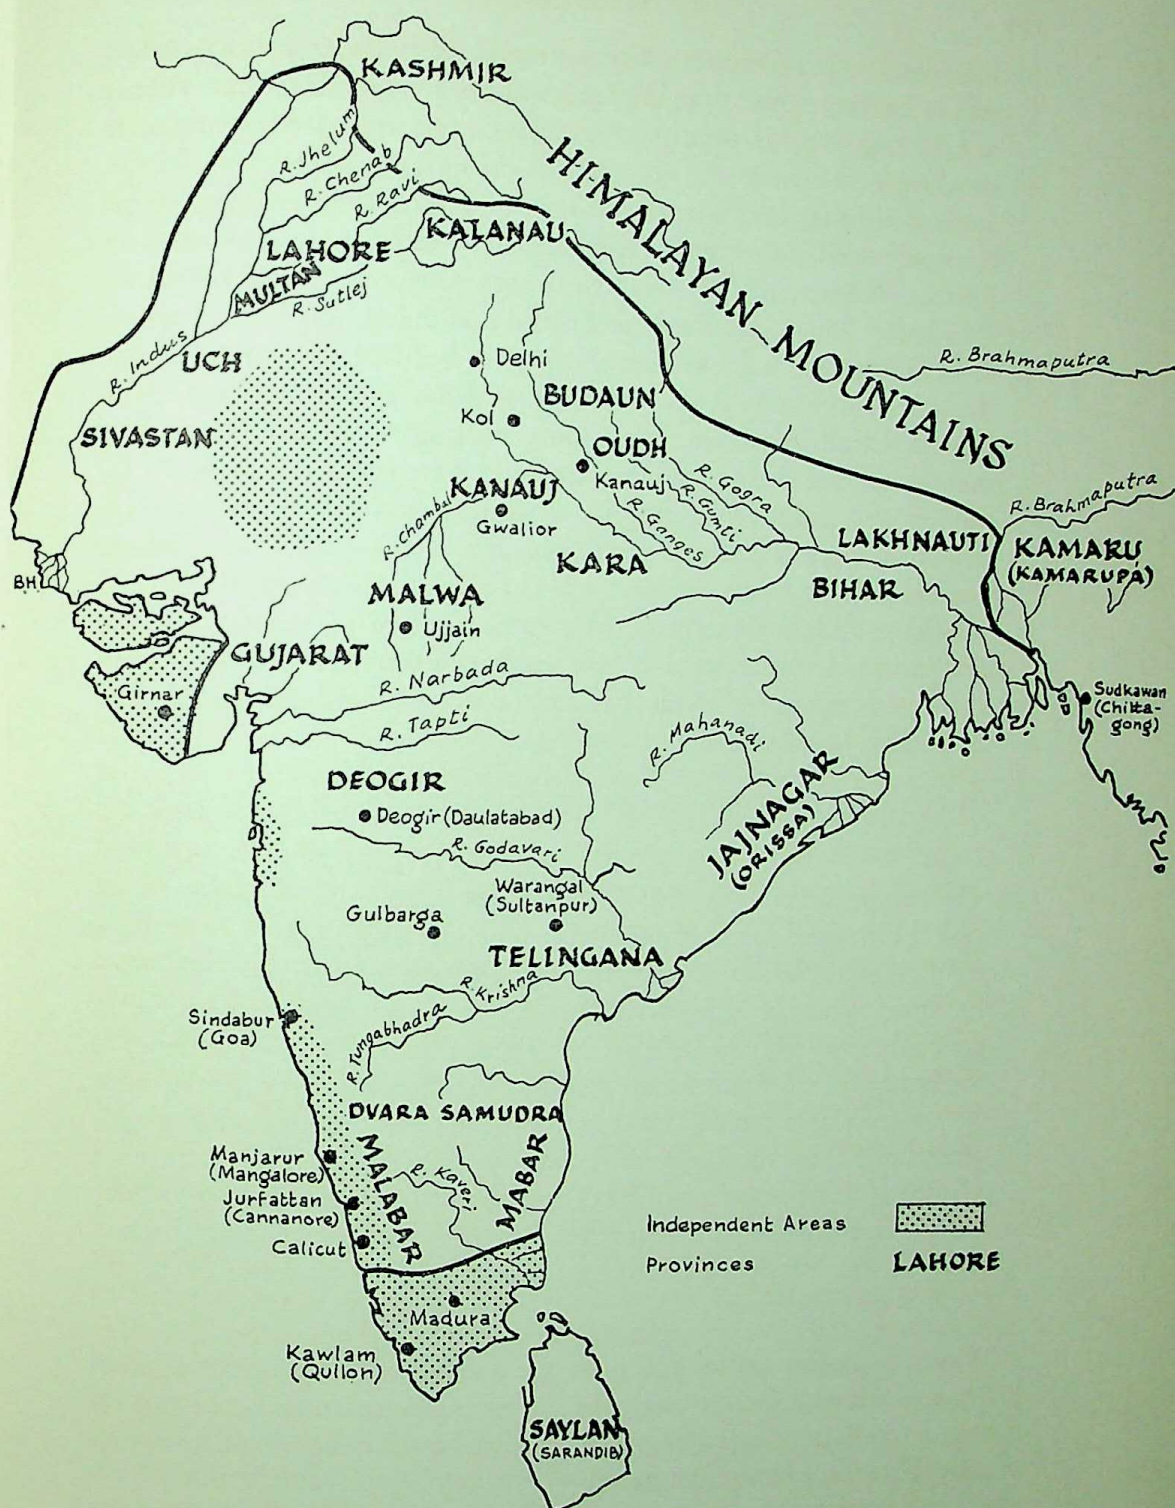 KASHMIR
HIMALAYAN MOUNTAINS
R. Jhelum
R. Chenab
R. Ravi
LAHORE
KALANAU
MULTAN
R. Sutlej
R. Indus
UCH
Delhi
R. Brahmaputra
BUDAUN
Kol
SIVASTAN
OUDH
KANAUJ
Kanauj
R. Gogra
R. Gumti
R. Ganges
R. Chambal
Gwalior
R. Brahmaputra
LAKHNAUTI
KAMARU
(KAMARUPA)
KARA
BIHAR
BH
MALWA
Ujjain
GUJARAT
R. Narbada
Girnar
Sudkawan
(Chitta-
gong)
R. Tapti
R. Mahanadi
DEOGIR
Deogir (Daulatabad)
JAJNAGAR
(ORISSA)
R. Godavari
Warangal
(Sultanpur)
Gulbarga
TELINGANA
R. Krishna
Sindabur
(Goa)
R. Tungabhadra
DVARA SAMUDRA
Manjarur
(Mangalore)
MALABAR
R. Kaveri
MABAR
Jurfattan
(Cannanore)
Calicut
Independent Areas
Provinces LAHORE
Madura
Kawlam
(Quilon)
SAYLAN
(SARANDIB)